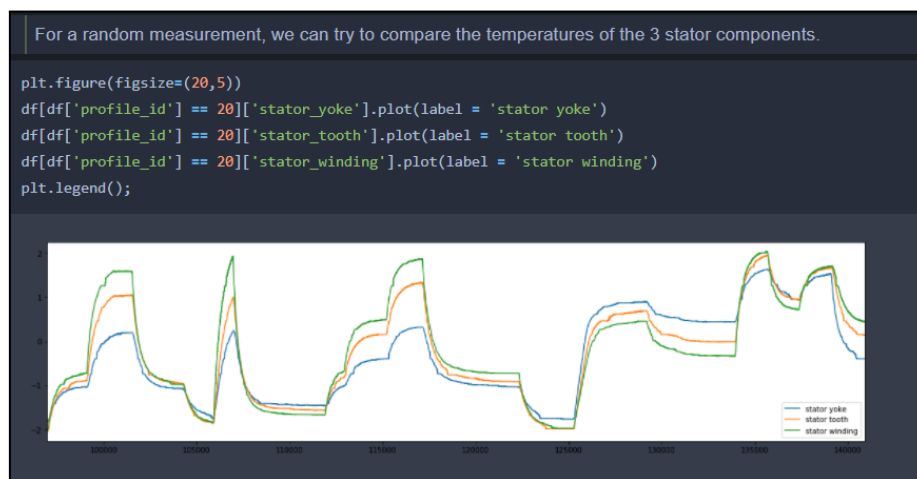 For a random measurement, we can try to compare the temperatures of the 3 stator components.
plt.figure(figsize=(20,5))
df[df['profile_id'] == 20]['stator_yoke'].plot(label = 'stator yoke')
df[df['profile_id'] == 20]['stator_tooth'].plot(label = 'stator tooth')
df[df['profile_id'] == 20]['stator_winding'].plot(label = 'stator winding')
plt.legend();
2
1
0
-1
-2
stator yoke
stator tooth
stator winding
100000 105000 110000 115000 120000 125000 130000 135000 140000